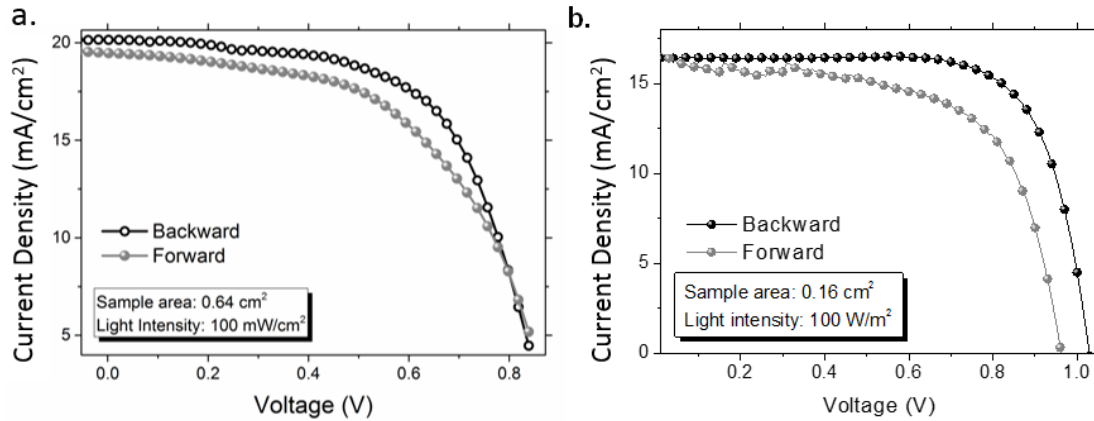 a.
20
15
10
5
Current Density (mA/cm²)
Backward
Forward
Sample area: 0.64 cm²
Light Intensity: 100 mW/cm²
0.0 0.2 0.4 0.6 0.8
Voltage (V)
b.
15
10
5
0
Current Density (mA/cm²)
Backward
Forward
Sample area: 0.16 cm²
Light intensity: 100 W/m²
0.2 0.4 0.6 0.8 1.0
Voltage (V)